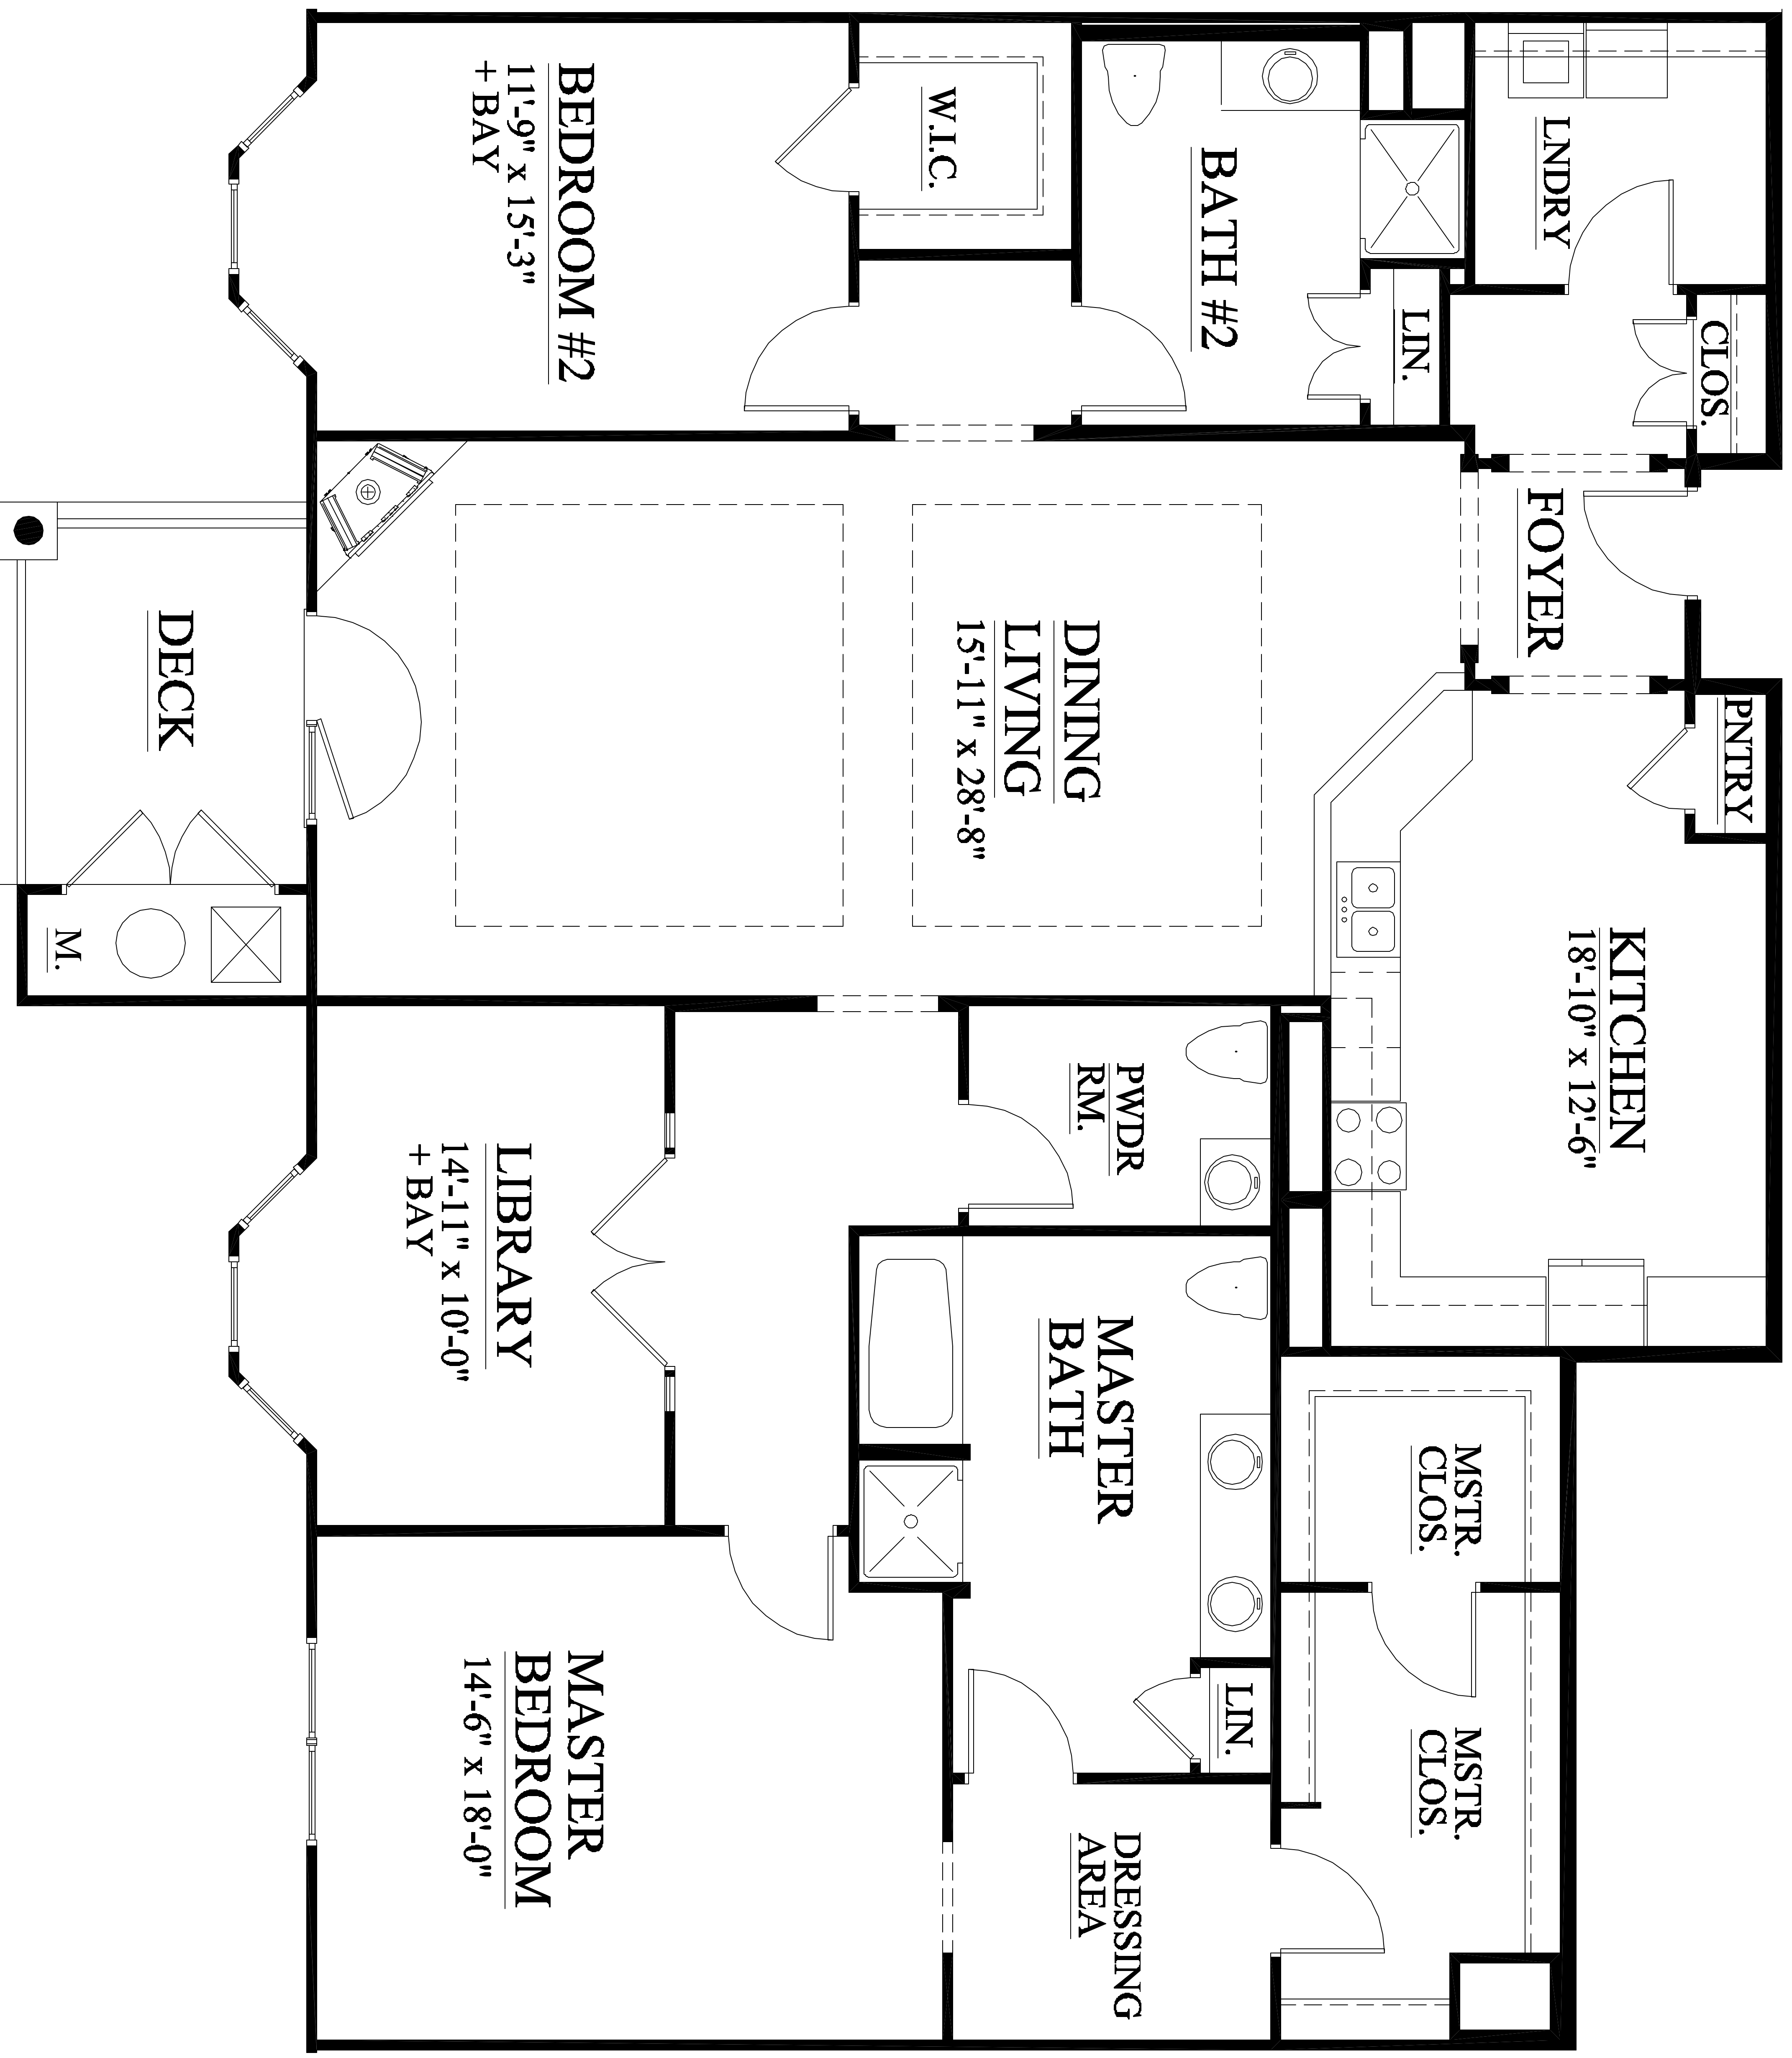 BEDROOM #2
11'-9" x 15'-3"
+ BAY
W.I.C.
BATH #2
LIN.
LNDRY
CLOS.
FOYER
DINING
LIVING
15'-11" x 28'-8"
DECK
M.
PNTRY
KITCHEN
18'-10" x 12'-6"
PWDR
RM.
LIBRARY
14'-11" x 10'-0"
+ BAY
MASTER
BATH
MSTR.
CLOS.
MSTR.
CLOS.
LIN.
DRESSING
AREA
MASTER
BEDROOM
14'-6" x 18'-0"